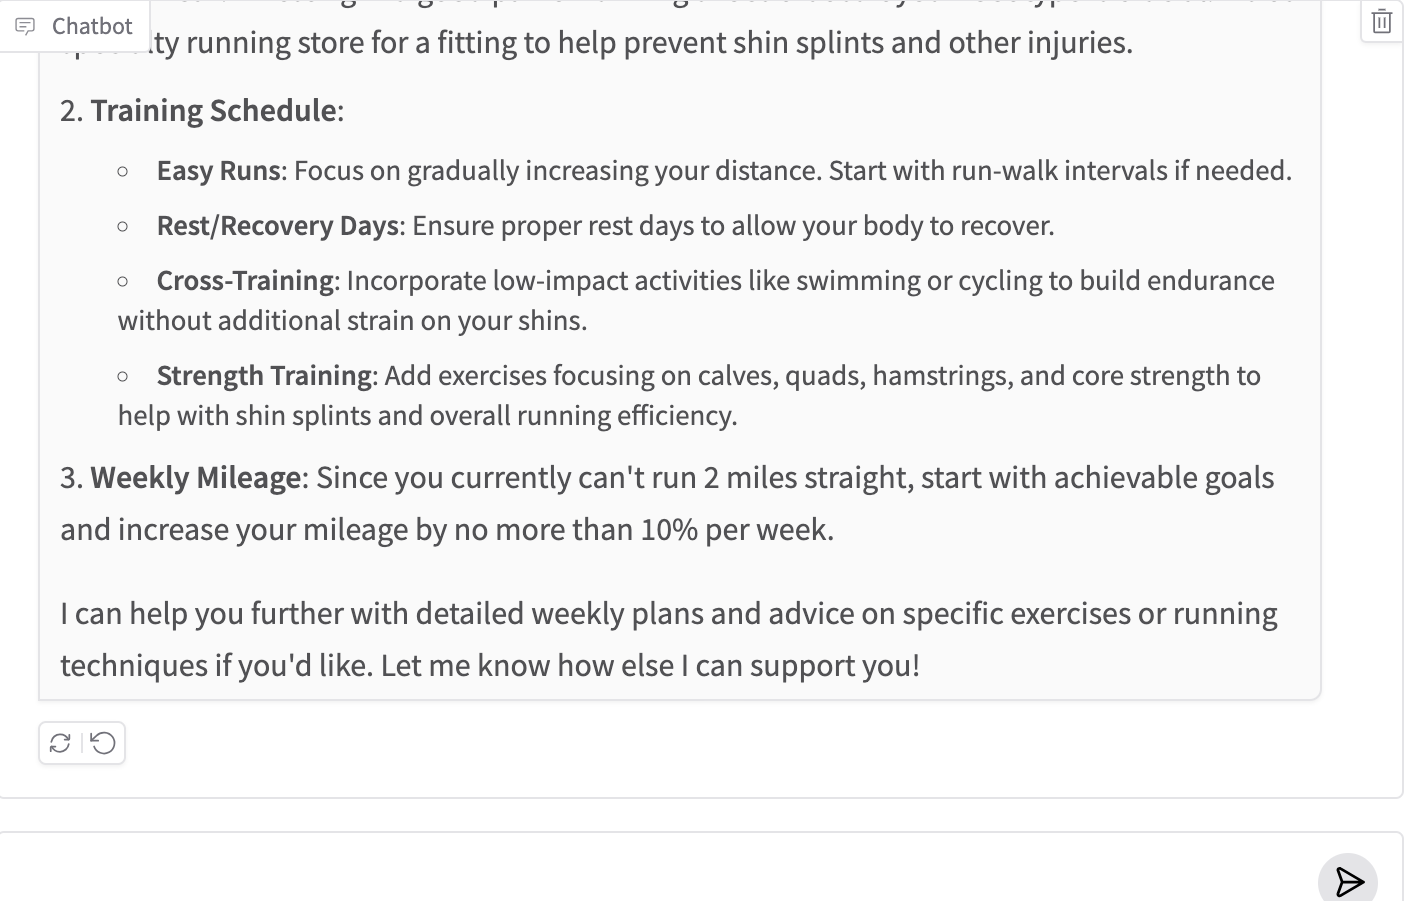 Chatbot
running store for a fitting to help prevent shin splints and other injuries.
2. Training Schedule:
Easy Runs: Focus on gradually increasing your distance. Start with run-walk intervals if needed.
Rest/Recovery Days: Ensure proper rest days to allow your body to recover.
Cross-Training: Incorporate low-impact activities like swimming or cycling to build endurance
without additional strain on your shins.
Strength Training: Add exercises focusing on calves, quads, hamstrings, and core strength to
help with shin splints and overall running efficiency.
3. Weekly Mileage: Since you currently can't run 2 miles straight, start with achievable goals
and increase your mileage by no more than 10% per week.
I can help you further with detailed weekly plans and advice on specific exercises or running
techniques if you'd like. Let me know how else I can support you!